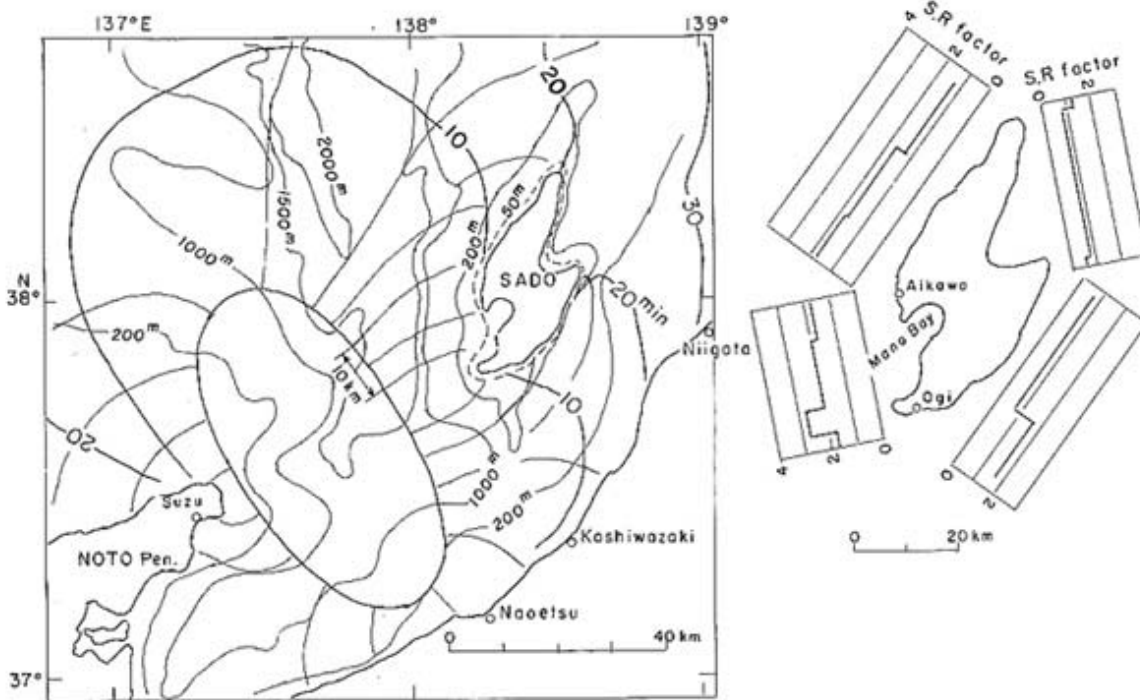 137°E
138°
139°
N
38°
37°
20
10
2000m
1500m
1000m
50m
200m
SADO
30
20min
Niigata
200m
10km
10
20
1000m
200m
Suzu
NOTO Pen.
Kashiwazaki
Naoetsu
0 40km
S,R factor
4 2 0
S,R factor
0 2
Aikawa
Mano Bay
Ogi
4 2 0
0 2
0 20km